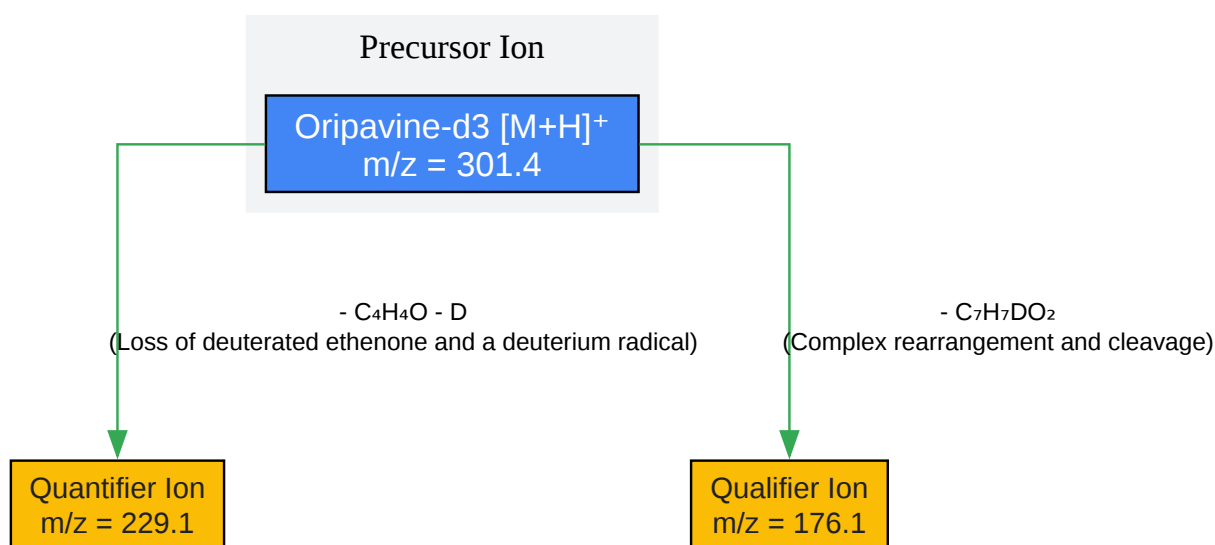 Precursor Ion
Oripavine-d3 [M+H]⁺
m/z = 301.4
- C₄H₄O - D
(Loss of deuterated ethenone and a deuterium radical)
- C₇H₇DO₂
(Complex rearrangement and cleavage)
Quantifier Ion
m/z = 229.1
Qualifier Ion
m/z = 176.1